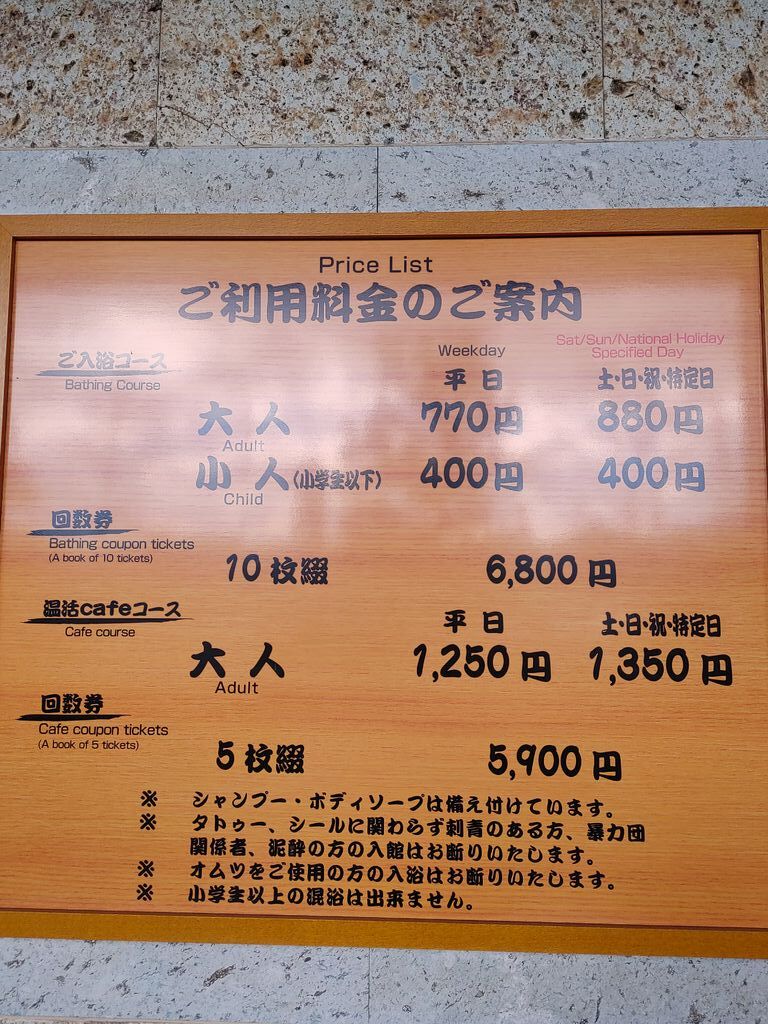 Price List
ご利用料金のご案内
ご入浴コース
Bathing Course
Weekday
Sat/Sun/National Holiday
Specified Day
平日 土・日・祝・特定日
大人 770円 880円
Adult
小人(小学生以下) 400円 400円
Child
回数券
Bathing coupon tickets
(A book of 10 tickets)
10枚綴 6,800円
温活cafeコース
Cafe course
平日 土・日・祝・特定日
大人 1,250円 1,350円
Adult
回数券
Cafe coupon tickets
(A book of 5 tickets)
5枚綴 5,900円
※ シャンプー・ボディソープは備え付けています。
※ タトゥー、シールに関わらず刺青のある方、暴力団
関係者、泥酔の方の入館はお断りいたします。
※ オムツをご使用の方の入浴はお断りいたします。
※ 小学生以上の混浴は出来ません。